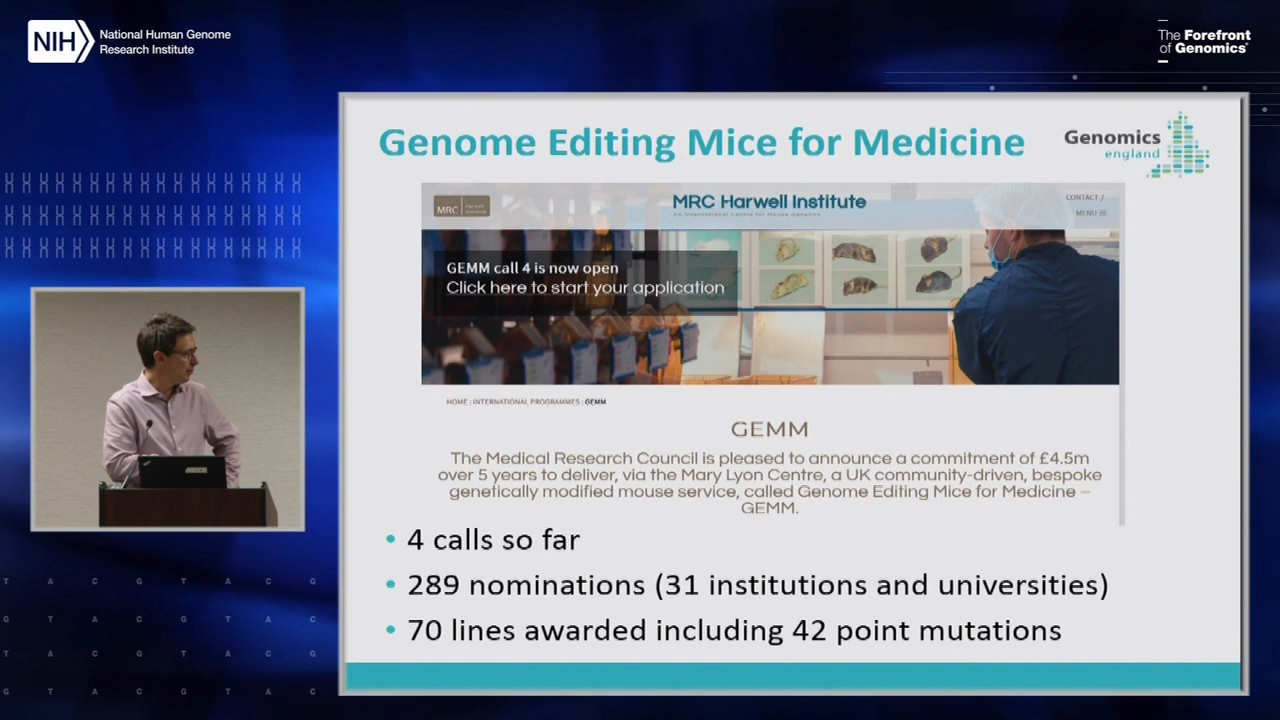 NIH
National Human Genome
Research Institute
The Forefront
of Genomics®
Genome Editing Mice for Medicine
Genomics
england
MRC Harwell Institute
MRC Harwell Institute
An International Centre for Mouse Genetics
CONTACT /
MENU
GEMM call 4 is now open
Click here to start your application
HOME | INTERNATIONAL PROGRAMMES | GEMM
GEMM
The Medical Research Council is pleased to announce a commitment of £4.5m
over 5 years to deliver, via the Mary Lyon Centre, a UK community-driven, bespoke
genetically modified mouse service, called Genome Editing Mice for Medicine –
GEMM.
• 4 calls so far
• 289 nominations (31 institutions and universities)
• 70 lines awarded including 42 point mutations
T A C G T A C G
G T A C G T A C
T A C G T A C G
G T A C G T A C